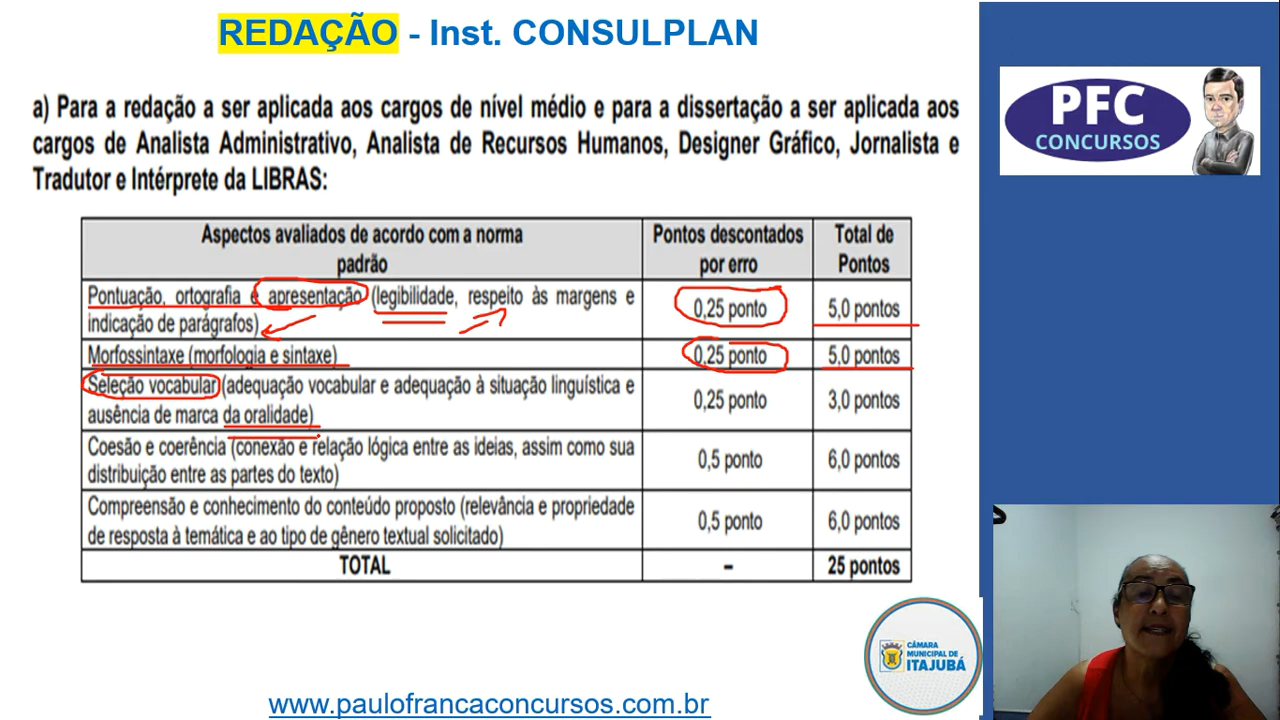 REDAÇÃO - Inst. CONSULPLAN
PFC
CONCURSOS
a) Para a redação a ser aplicada aos cargos de nível médio e para a dissertação a ser aplicada aos
cargos de Analista Administrativo, Analista de Recursos Humanos, Designer Gráfico, Jornalista e
Tradutor e Intérprete da LIBRAS:
Aspectos avaliados de acordo com a norma
padrão
Pontos descontados
por erro
Total de
Pontos
Pontuação, ortografia e apresentação (legibilidade, respeito às margens e
indicação de parágrafos)
0,25 ponto
5,0 pontos
Morfossintaxe (morfologia e sintaxe)
0,25 ponto
5,0 pontos
Seleção vocabular (adequação vocabular e adequação à situação linguística e
ausência de marca da oralidade)
0,25 ponto
3,0 pontos
Coesão e coerência (conexão e relação lógica entre as ideias, assim como sua
distribuição entre as partes do texto)
0,5 ponto
6,0 pontos
Compreensão e conhecimento do conteúdo proposto (relevância e propriedade
de resposta à temática e ao tipo de gênero textual solicitado)
0,5 ponto
6,0 pontos
TOTAL
–
25 pontos
CÂMARA
MUNICIPAL DE
ITAJUBÁ
www.paulofrancaconcursos.com.br